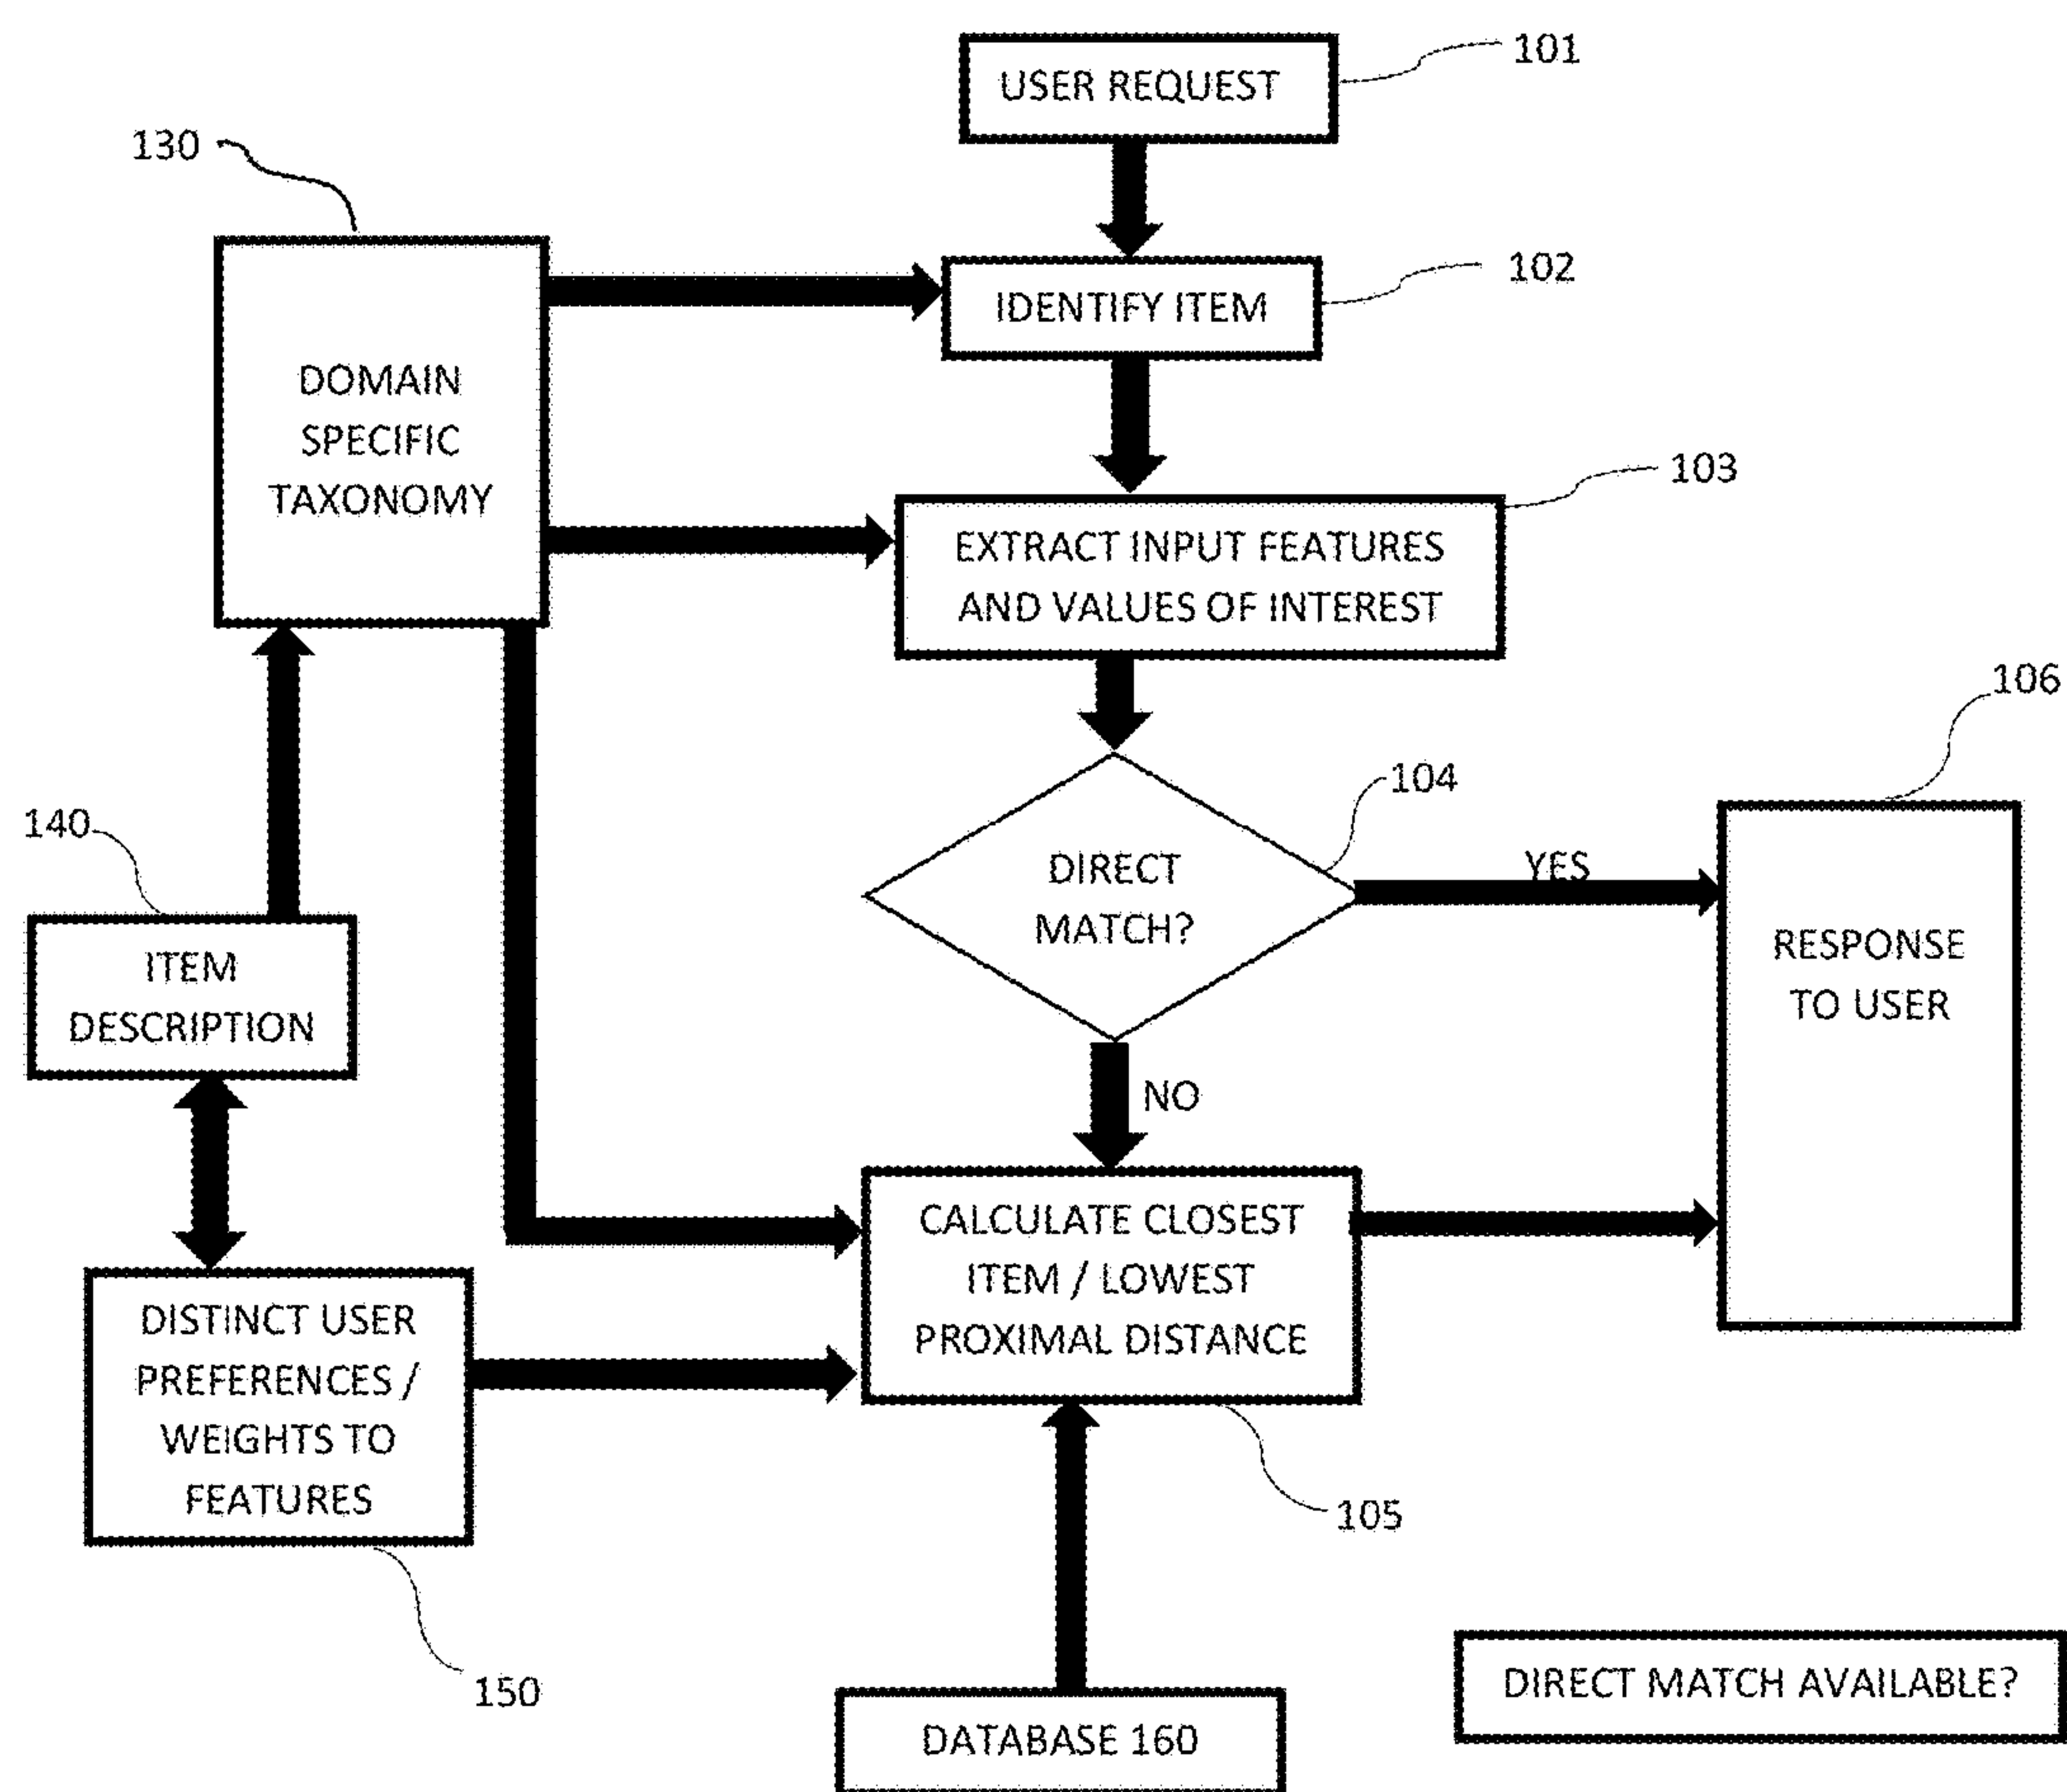 USER REQUEST
101
130
IDENTIFY ITEM
102
DOMAIN
SPECIFIC
TAXONOMY
103
EXTRACT INPUT FEATURES
AND VALUES OF INTEREST
106
104
DIRECT
MATCH?
YES
RESPONSE
TO USER
140
ITEM
DESCRIPTION
NO
CALCULATE CLOSEST
ITEM / LOWEST
PROXIMAL DISTANCE
DISTINCT USER
PREFERENCES /
WEIGHTS TO
FEATURES
105
150
DATABASE 160
DIRECT MATCH AVAILABLE?